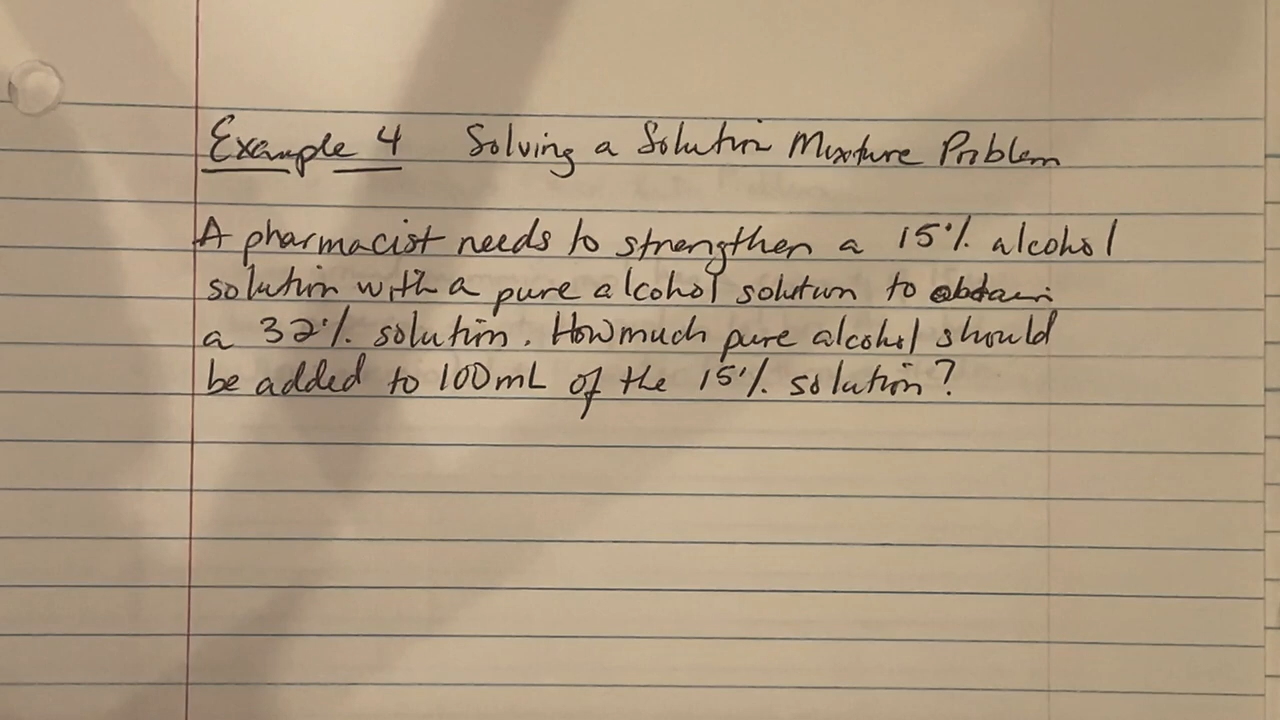 Example 4 Solving a Solution Mixture Problem
A pharmacist needs to strengthen a 15% alcohol
solution with a pure alcohol solution to obtain
a 32% solution. How much pure alcohol should
be added to 100mL of the 15% solution?